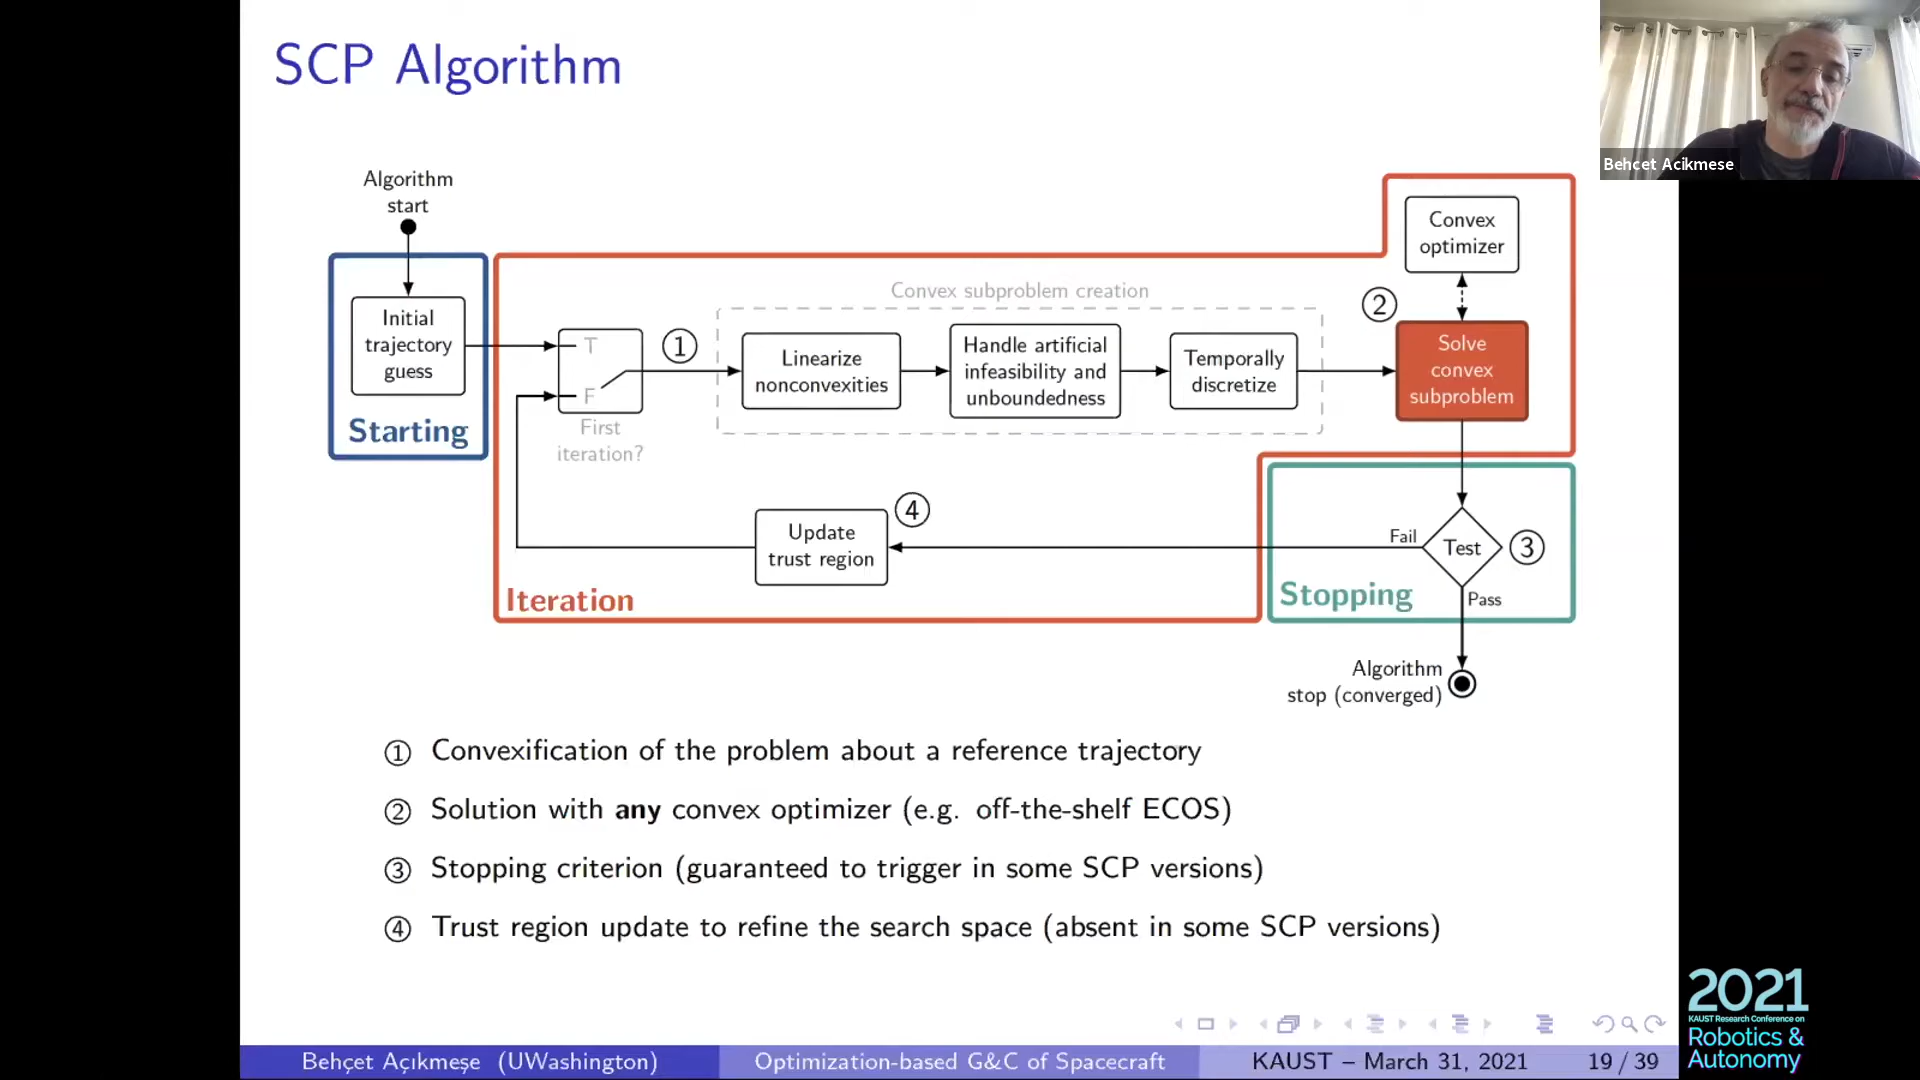 SCP Algorithm
Behcet Acikmese
Algorithm
start
Initial
trajectory
guess
Starting
T
F
First
iteration?
①
Convex subproblem creation
Linearize
nonconvexities
Handle artificial
infeasibility and
unboundedness
Temporally
discretize
②
Convex
optimizer
Solve
convex
subproblem
Update
trust region
④
Iteration
Fail
Test
③
Pass
Stopping
Algorithm
stop (converged)
① Convexification of the problem about a reference trajectory
② Solution with any convex optimizer (e.g. off-the-shelf ECOS)
③ Stopping criterion (guaranteed to trigger in some SCP versions)
④ Trust region update to refine the search space (absent in some SCP versions)
Behçet Açıkmeşe (UWashington) Optimization-based G&C of Spacecraft KAUST – March 31, 2021 19 / 39
2021
KAUST Research Conference on
Robotics &
Autonomy